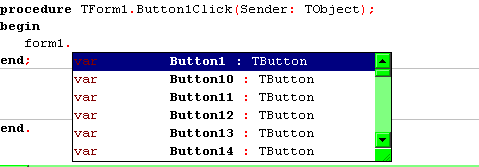 procedure TForm1.Button1Click(Sender: TObject);
begin
form1.
end;
var Button1 : TButton
var Button10 : TButton
var Button11 : TButton
var Button12 : TButton
var Button13 : TButton
var Button14 : TButton
end.